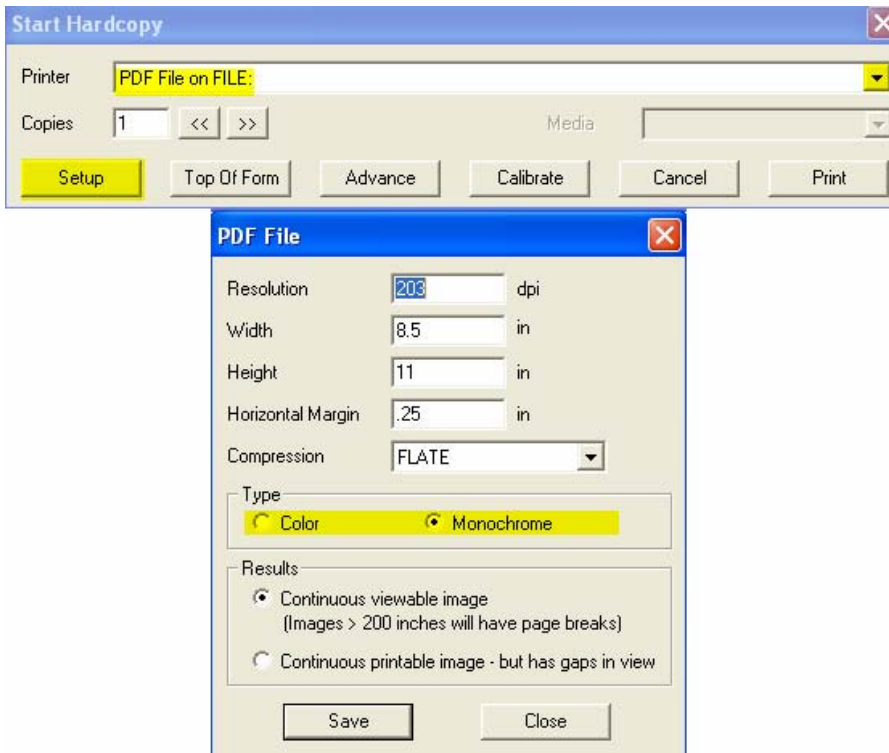 Start Hardcopy
Printer PDF File on FILE:
Copies 1 << >> Media
Setup Top Of Form Advance Calibrate Cancel Print
PDF File
Resolution 203 dpi
Width 8.5 in
Height 11 in
Horizontal Margin .25 in
Compression FLATE
Type
Color Monochrome
Results
Continuous viewable image
(Images > 200 inches will have page breaks)
Continuous printable image - but has gaps in view
Save Close